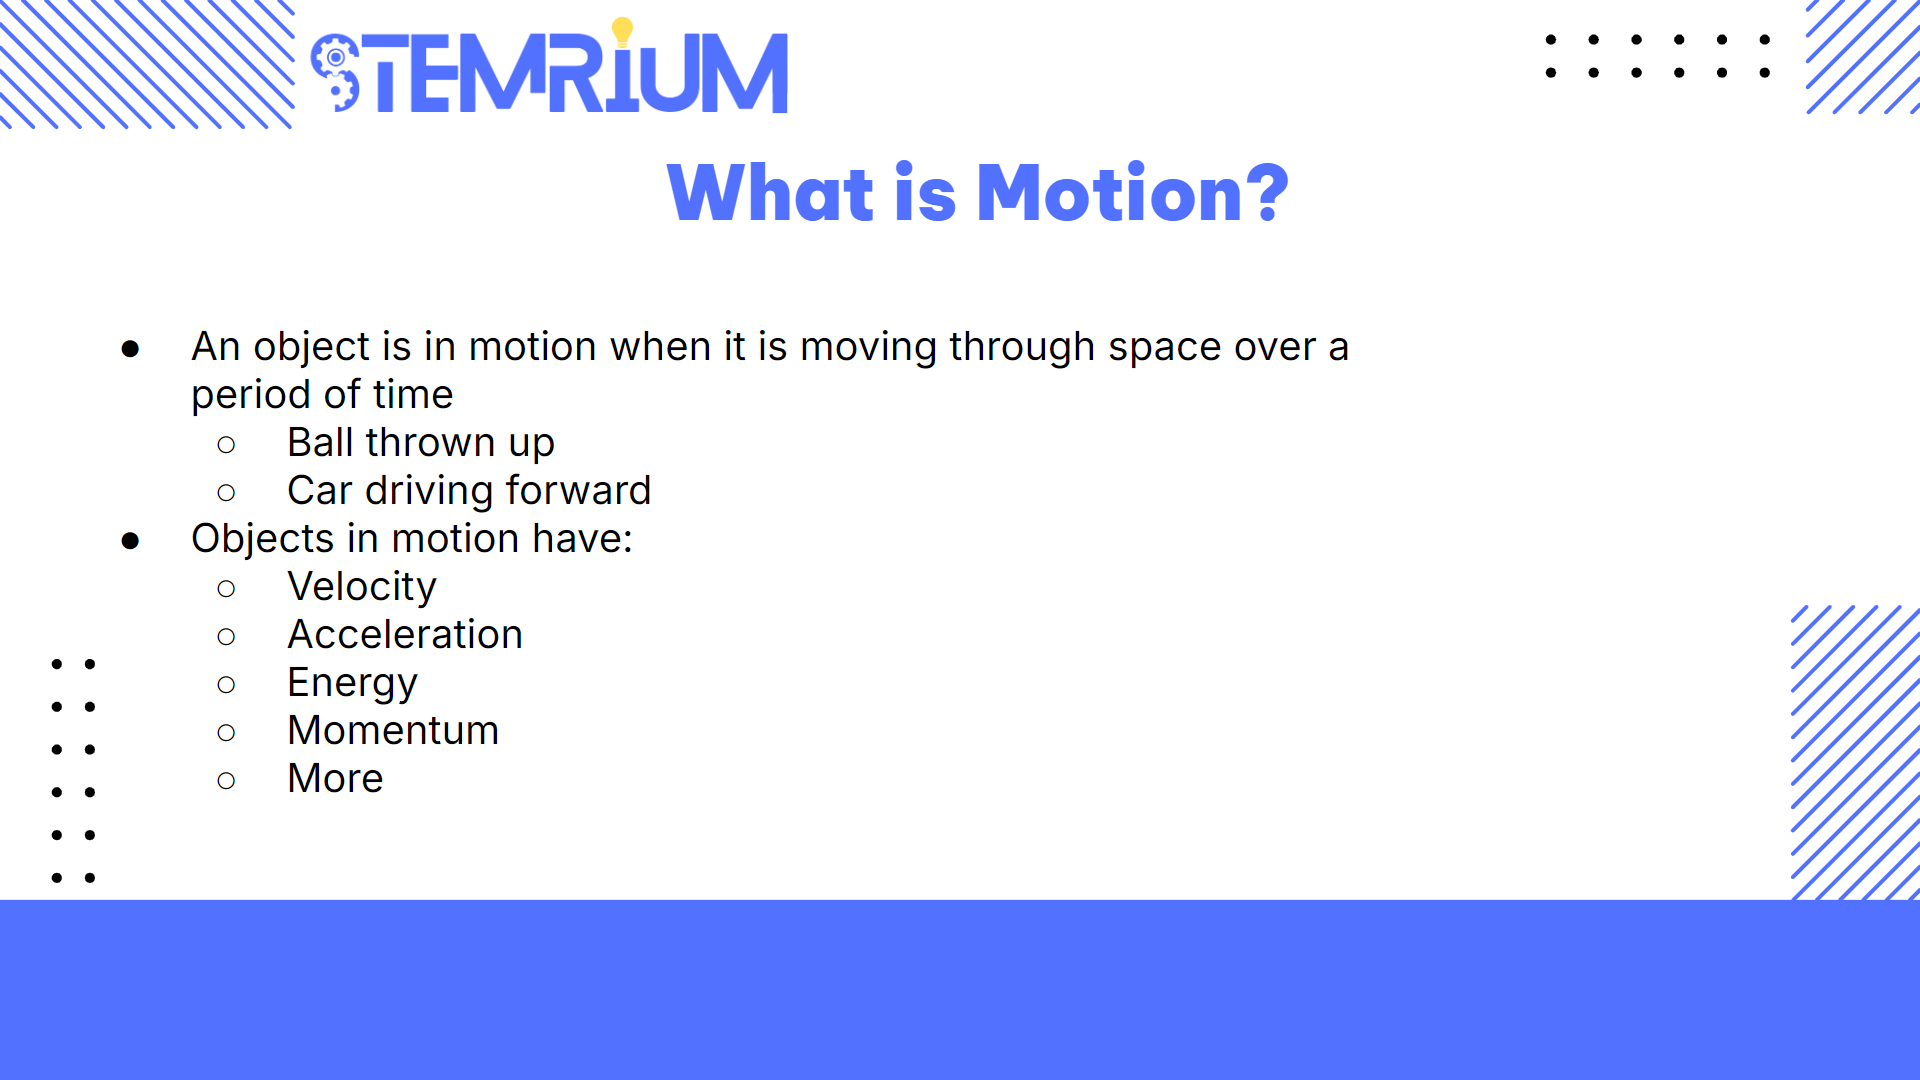 STEMRIUM
What is Motion?
● An object is in motion when it is moving through space over a
period of time
○ Ball thrown up
○ Car driving forward
● Objects in motion have:
○ Velocity
○ Acceleration
○ Energy
○ Momentum
○ More